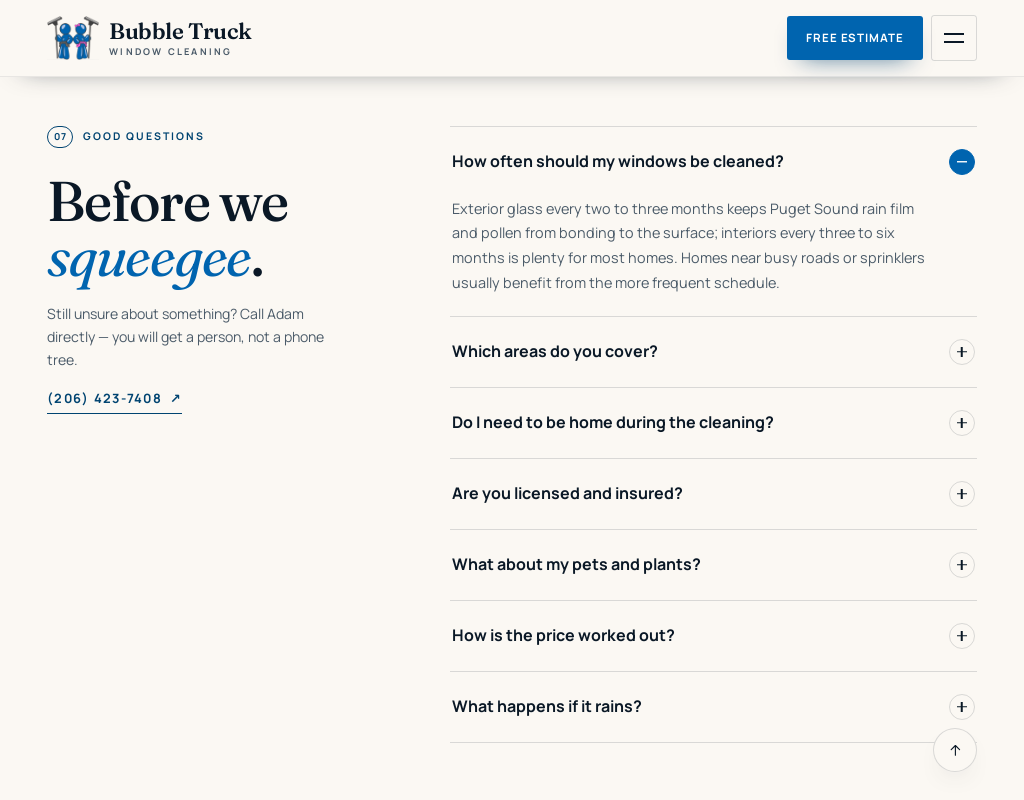 Bubble Truck
WINDOW CLEANING
FREE ESTIMATE
07 GOOD QUESTIONS
Before we
squeegee.
Still unsure about something? Call Adam
directly — you will get a person, not a phone
tree.
(206) 423-7408 ↗
How often should my windows be cleaned?
Exterior glass every two to three months keeps Puget Sound rain film
and pollen from bonding to the surface; interiors every three to six
months is plenty for most homes. Homes near busy roads or sprinklers
usually benefit from the more frequent schedule.
Which areas do you cover?
Do I need to be home during the cleaning?
Are you licensed and insured?
What about my pets and plants?
How is the price worked out?
What happens if it rains?